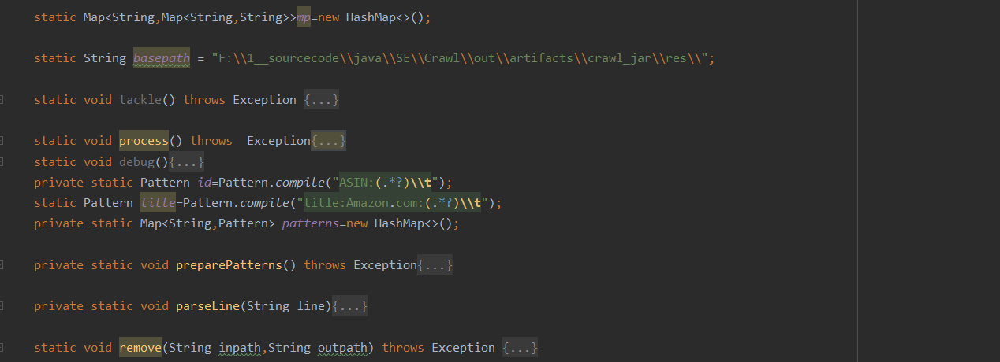 static Map<String,Map<String,String>>mp=new HashMap<>();
static String basepath = "F:\\1__sourcecode\\java\\SE\\Crawl\\out\\artifacts\\crawl_jar\\res\\";
static void tackle() throws Exception {...}
static void process() throws  Exception{...}
static void debug(){...}
private static Pattern id=Pattern.compile("ASIN:(.*?)\\t");
static Pattern title=Pattern.compile("title:Amazon.com:(.*?)\\t");
private static Map<String,Pattern> patterns=new HashMap<>();
private static void preparePatterns() throws Exception{...}
private static void parseLine(String line){...}
static void remove(String inpath,String outpath) throws Exception {...}